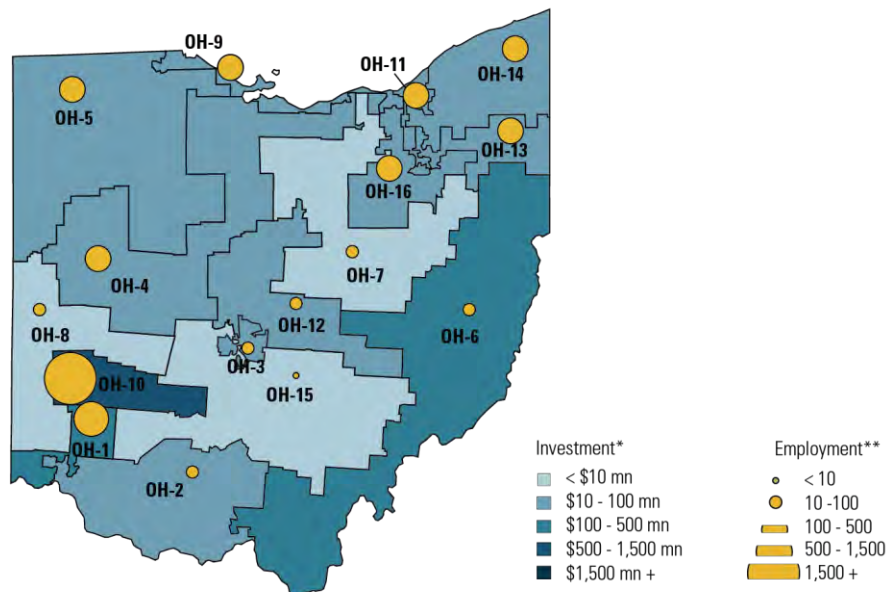 OH-9
OH-11
OH-14
OH-5
OH-13
OH-16
OH-7
OH-4
OH-12
OH-6
OH-8
OH-3
OH-10
OH-15
OH-1
OH-2
Investment*
< $10 mn
$10 - 100 mn
$100 - 500 mn
$500 - 1,500 mn
$1,500 mn +
Employment**
< 10
10 -100
100 - 500
500 - 1,500
1,500 +